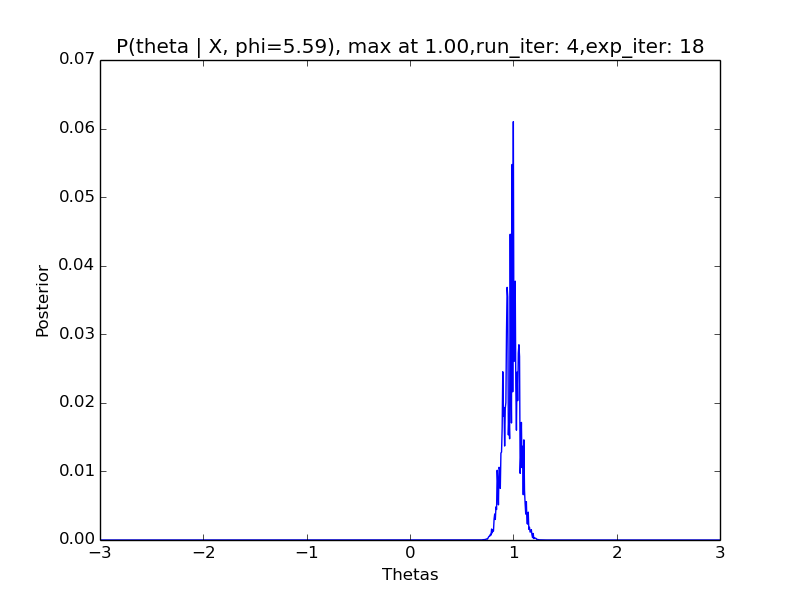 P(theta | X, phi=5.59), max at 1.00,run_iter: 4,exp_iter: 18
0.07
0.06
0.05
0.04
0.03
0.02
0.01
0.00
Posterior
−3 −2 −1 0 1 2 3
Thetas